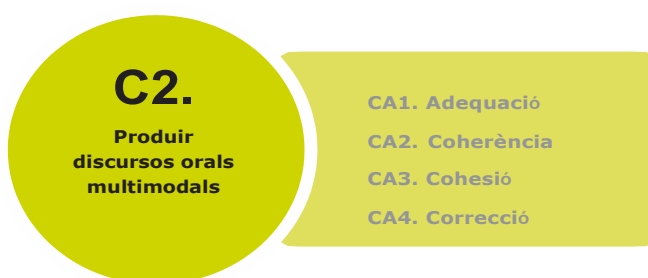 C2.
Produir
discursos orals
multimodals
CA1. Adequació
CA2. Coherència
CA3. Cohesió
CA4. Correcció